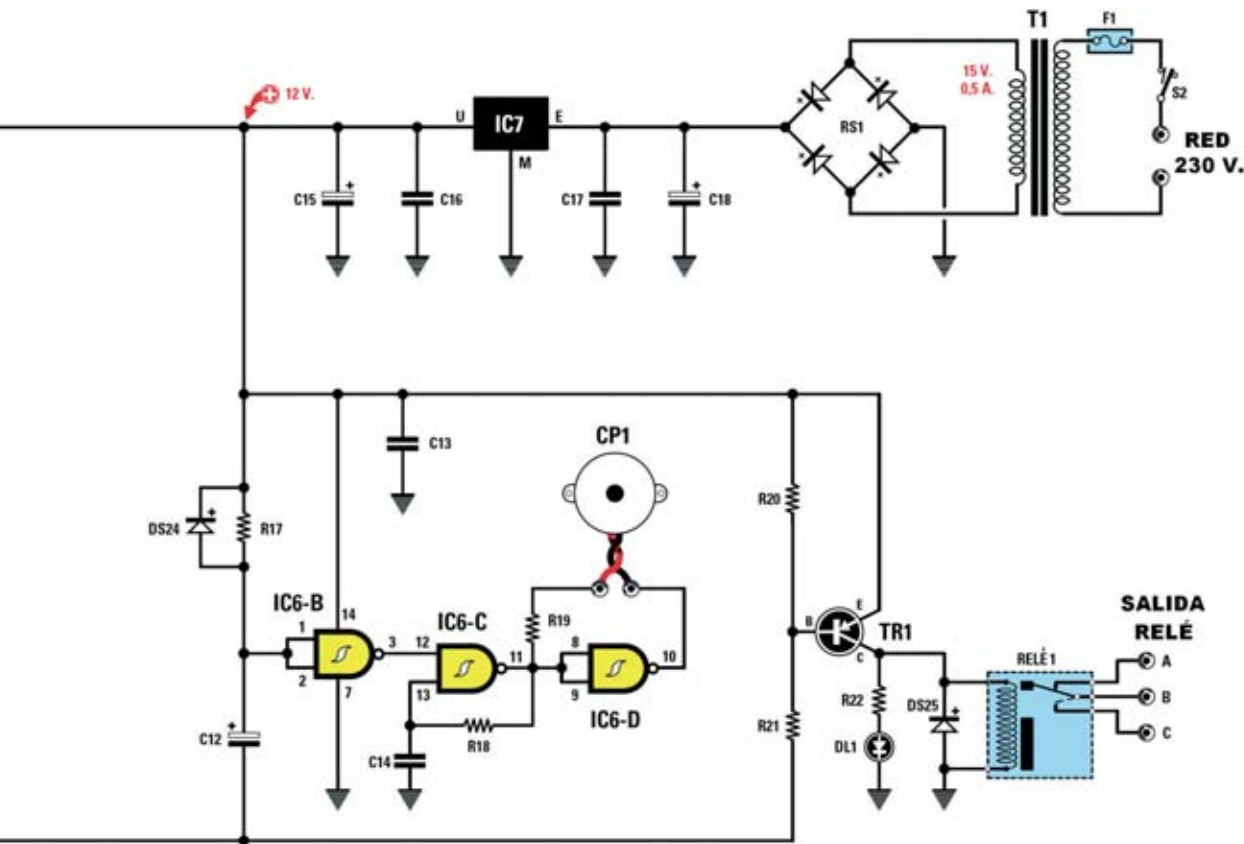 T1
F1
15 V.
0,5 A.
S2
RED
230 V.
12 V.
U
IC7
E
M
RS1
C15
+
C16
C17
C18
+
C13
CP1
DS24
+
R17
R20
IC6-B
14
1
2
3
7
IC6-C
12
13
11
R19
8
9
10
IC6-D
R18
C14
C12
+
R21
B
E
C
TR1
R22
DL1
DS25
+
RELÈ 1
SALIDA
RELÉ
A
B
C